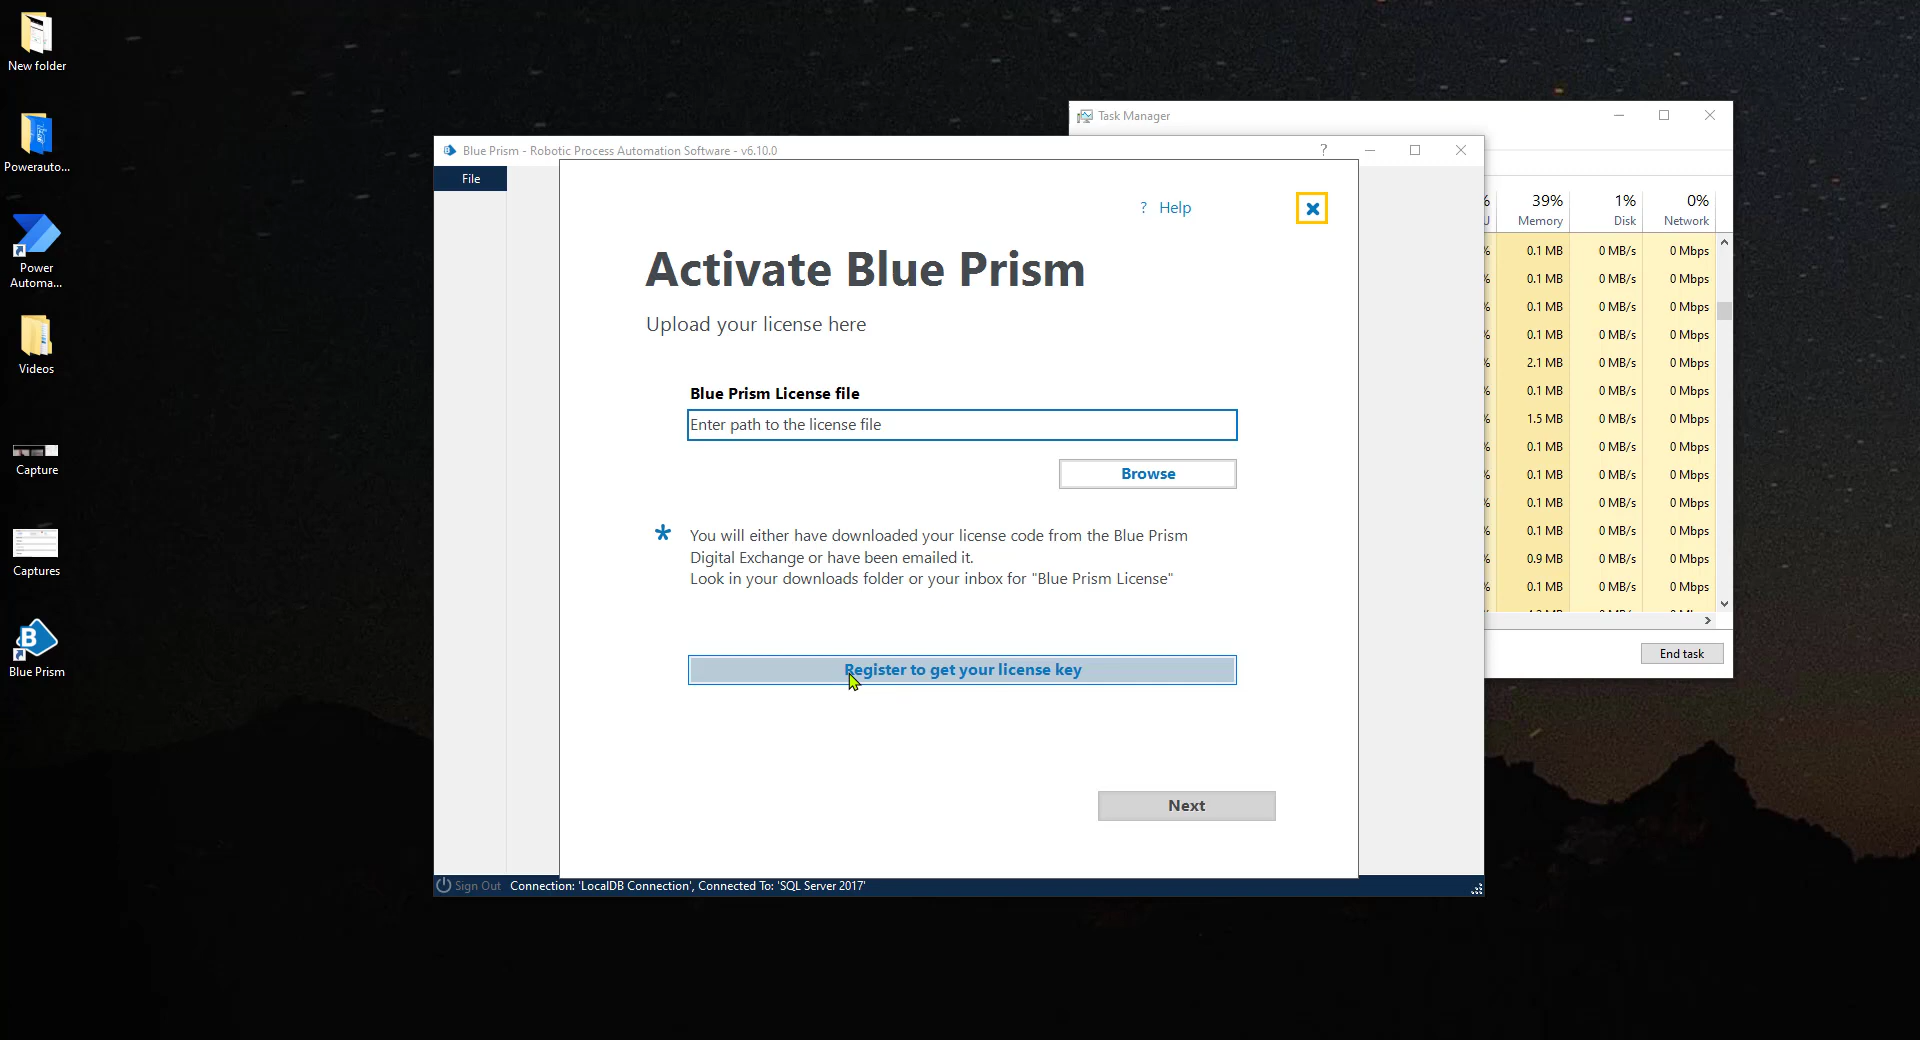 New folder
Powerauto...
Power
Automa...
Videos
Capture
Captures
Blue Prism
Task Manager
39%
1%
0%
Memory
Disk
Network
0.1 MB 0 MB/s 0 Mbps
0.1 MB 0 MB/s 0 Mbps
0.1 MB 0 MB/s 0 Mbps
0.1 MB 0 MB/s 0 Mbps
2.1 MB 0 MB/s 0 Mbps
0.1 MB 0 MB/s 0 Mbps
1.5 MB 0 MB/s 0 Mbps
0.1 MB 0 MB/s 0 Mbps
0.1 MB 0 MB/s 0 Mbps
0.1 MB 0 MB/s 0 Mbps
0.1 MB 0 MB/s 0 Mbps
0.9 MB 0 MB/s 0 Mbps
0.1 MB 0 MB/s 0 Mbps
End task
Blue Prism - Robotic Process Automation Software - v6.10.0
?
File
? Help
Activate Blue Prism
Upload your license here
Blue Prism License file
Enter path to the license file
Browse
* You will either have downloaded your license code from the Blue Prism
Digital Exchange or have been emailed it.
Look in your downloads folder or your inbox for "Blue Prism License"
Register to get your license key
Next
Sign Out Connection: 'LocalDB Connection', Connected To: 'SQL Server 2017'